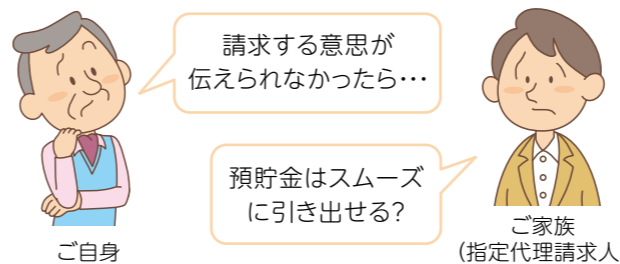 請求する意思が
伝えられなかったら･･･
預貯金はスムーズ
に引き出せる?
ご自身
ご家族
(指定代理請求人